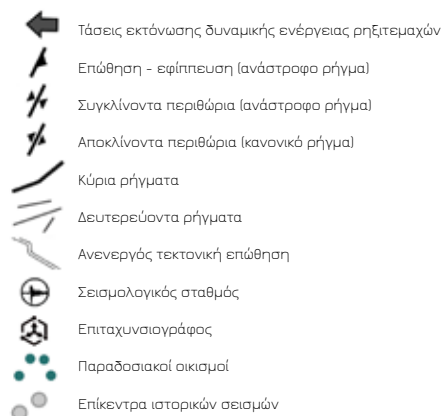 Τάσεις εκτόνωσης δυναμικής ενέργειας ρηξιτεμαχών
Επώθηση - εφίππευση (ανάστροφο ρήγμα)
Συγκλίνοντα περιθώρια (ανάστροφο ρήγμα)
Αποκλίνοντα περιθώρια (κανονικό ρήγμα)
Κύρια ρήγματα
Δευτερεύοντα ρήγματα
Ανενεργός τεκτονική επώθηση
Σεισμολογικός σταθμός
Επιταχυνσιογράφος
Παραδοσιακοί οικισμοί
Επίκεντρα ιστορικών σεισμών